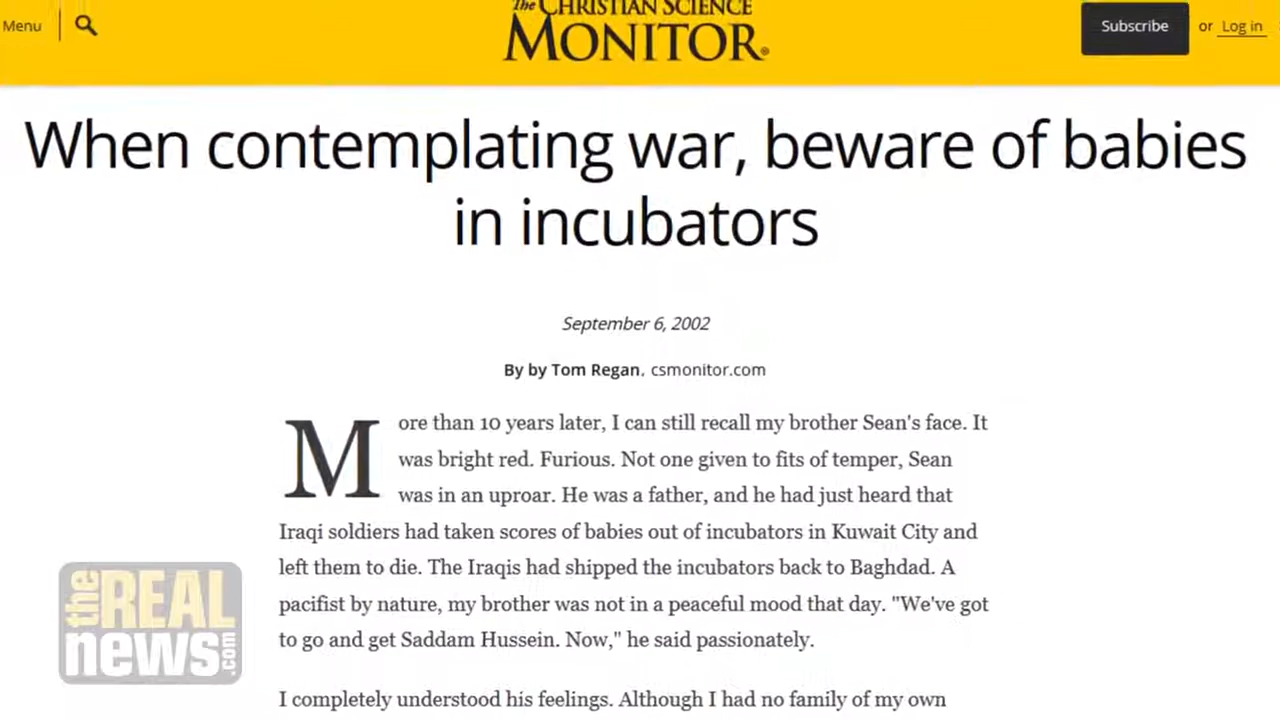 Menu
The CHRISTIAN SCIENCE
MONITOR
Subscribe
or Log in
When contemplating war, beware of babies
in incubators
September 6, 2002
By by Tom Regan, csmonitor.com
More than 10 years later, I can still recall my brother Sean's face. It
was bright red. Furious. Not one given to fits of temper, Sean
was in an uproar. He was a father, and he had just heard that
Iraqi soldiers had taken scores of babies out of incubators in Kuwait City and
left them to die. The Iraqis had shipped the incubators back to Baghdad. A
pacifist by nature, my brother was not in a peaceful mood that day. "We've got
to go and get Saddam Hussein. Now," he said passionately.
I completely understood his feelings. Although I had no family of my own
the REAL
news.com